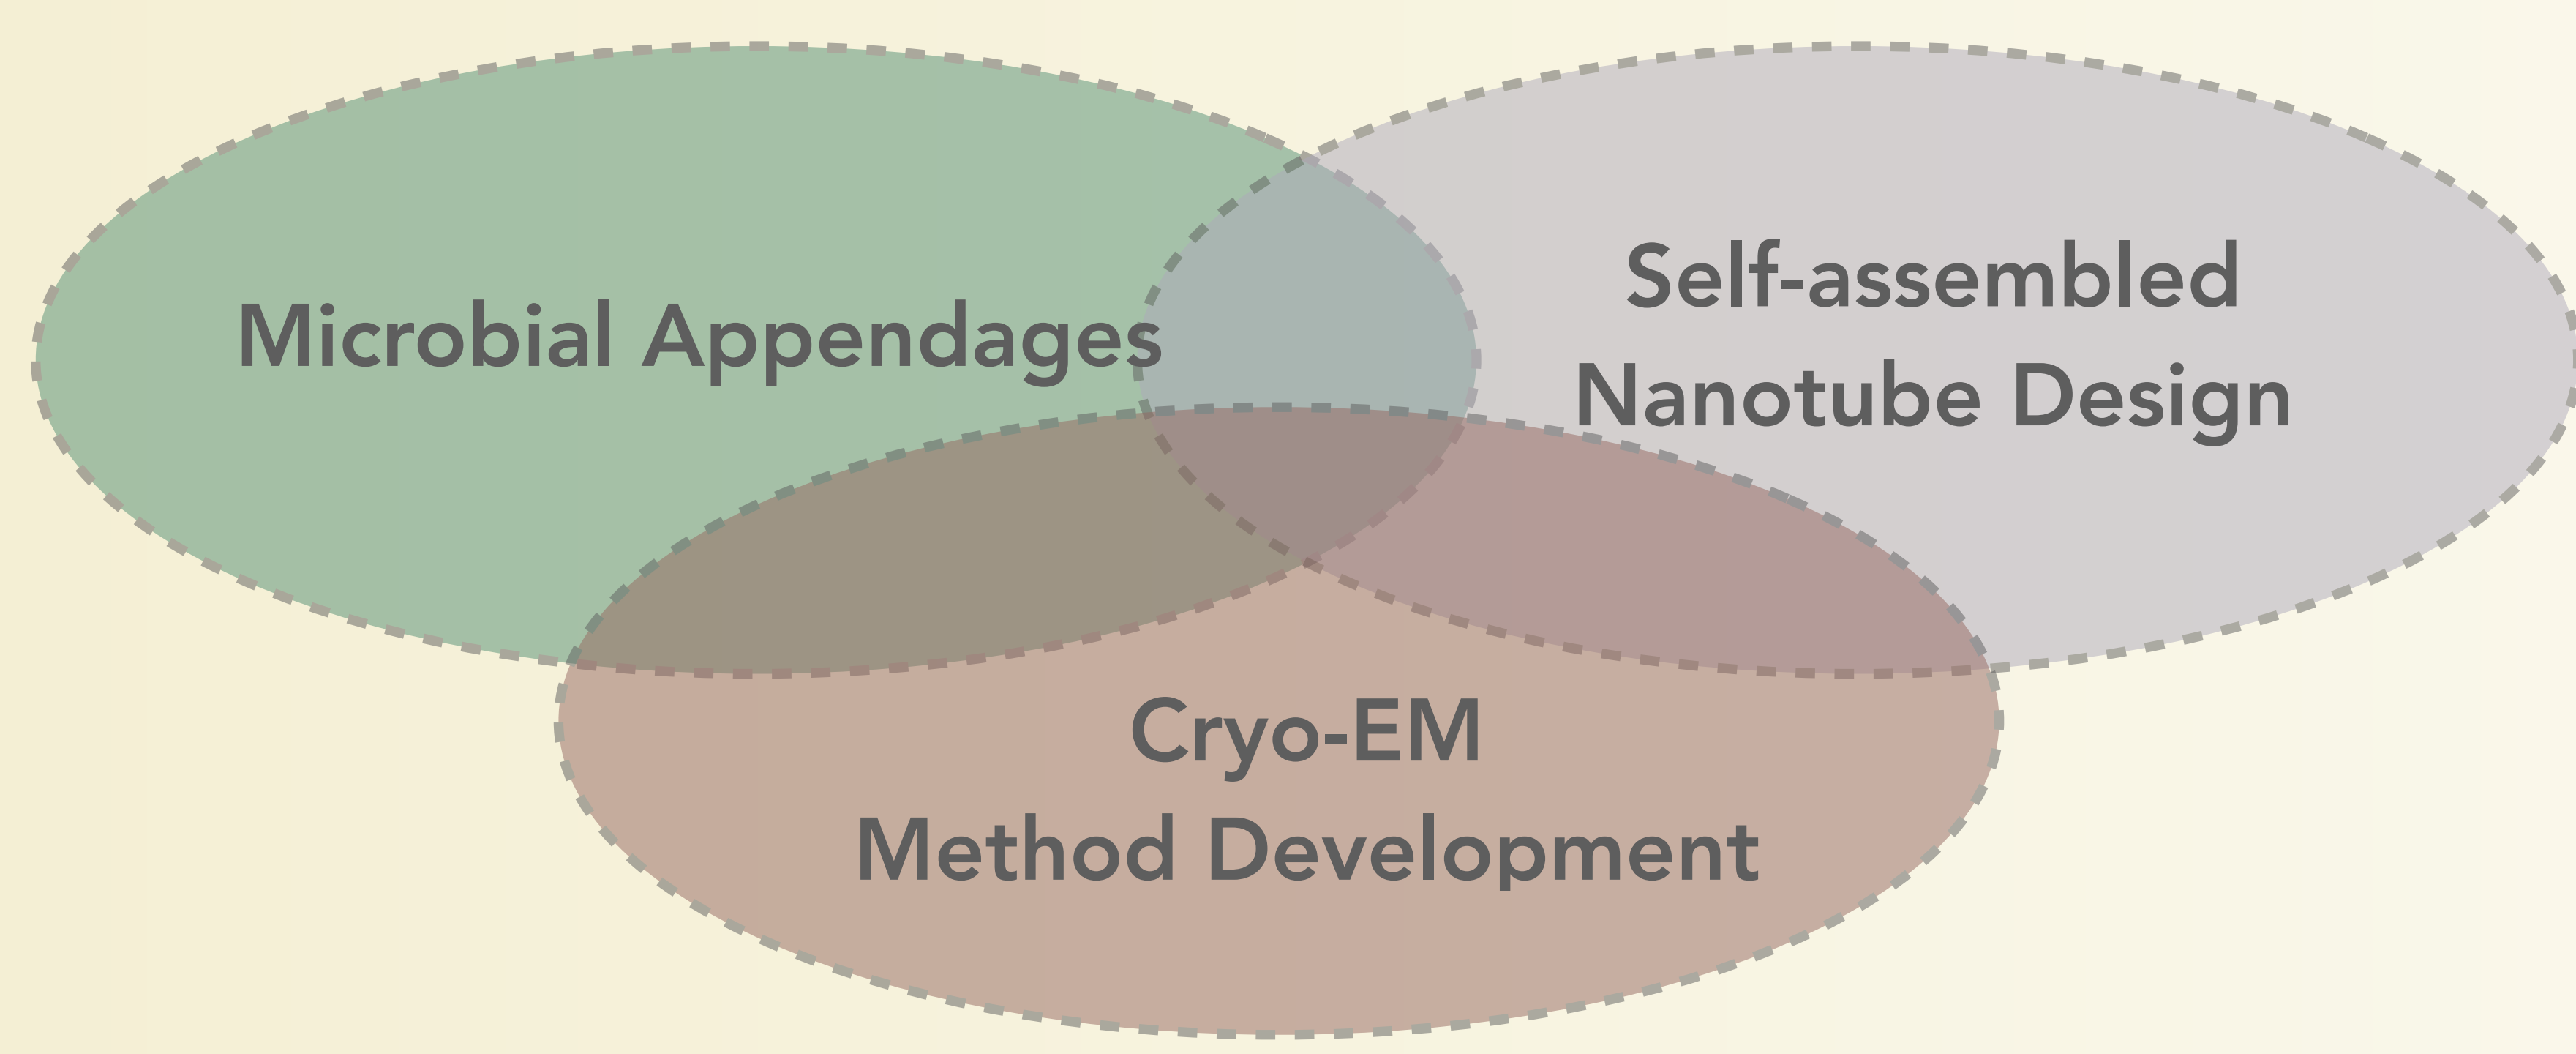 Microbial Appendages
Self-assembled
Nanotube Design
Cryo-EM
Method Development